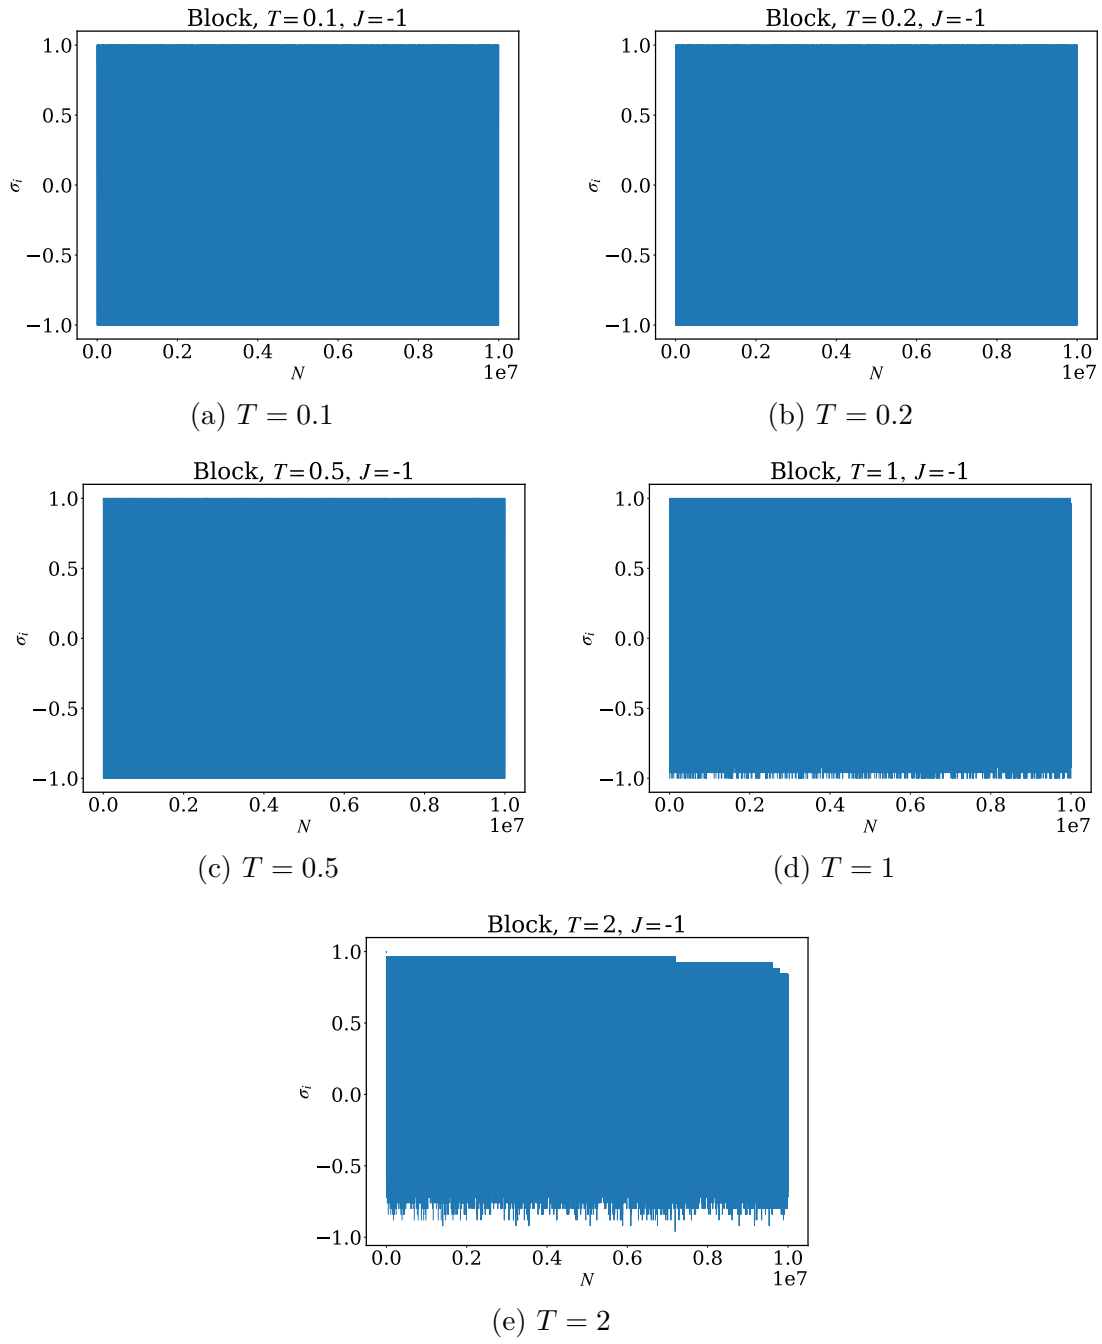 Block, T=0.1, J=-1
1.0
0.5
0.0
−0.5
−1.0
σi
0.0 0.2 0.4 0.6 0.8 1.0
1e7
N
(a) T = 0.1
Block, T=0.2, J=-1
1.0
0.5
0.0
−0.5
−1.0
σi
0.0 0.2 0.4 0.6 0.8 1.0
1e7
N
(b) T = 0.2
Block, T=0.5, J=-1
1.0
0.5
0.0
−0.5
−1.0
σi
0.0 0.2 0.4 0.6 0.8 1.0
1e7
N
(c) T = 0.5
Block, T=1, J=-1
1.0
0.5
0.0
−0.5
−1.0
σi
0.0 0.2 0.4 0.6 0.8 1.0
1e7
N
(d) T = 1
Block, T=2, J=-1
1.0
0.5
0.0
−0.5
−1.0
σi
0.0 0.2 0.4 0.6 0.8 1.0
1e7
N
(e) T = 2